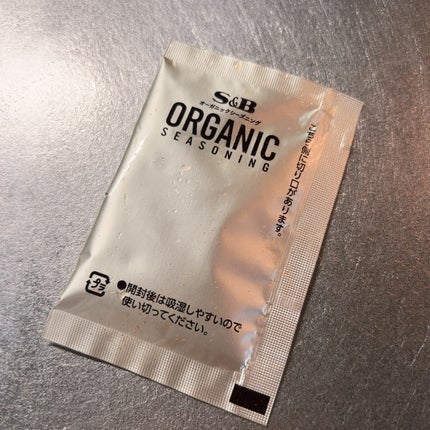 S&B
オーガニックシーズニング
ORGANIC
SEASONING
こちら側に切り口があります。
プラ
●開封後は吸湿しやすいので
使い切ってください。